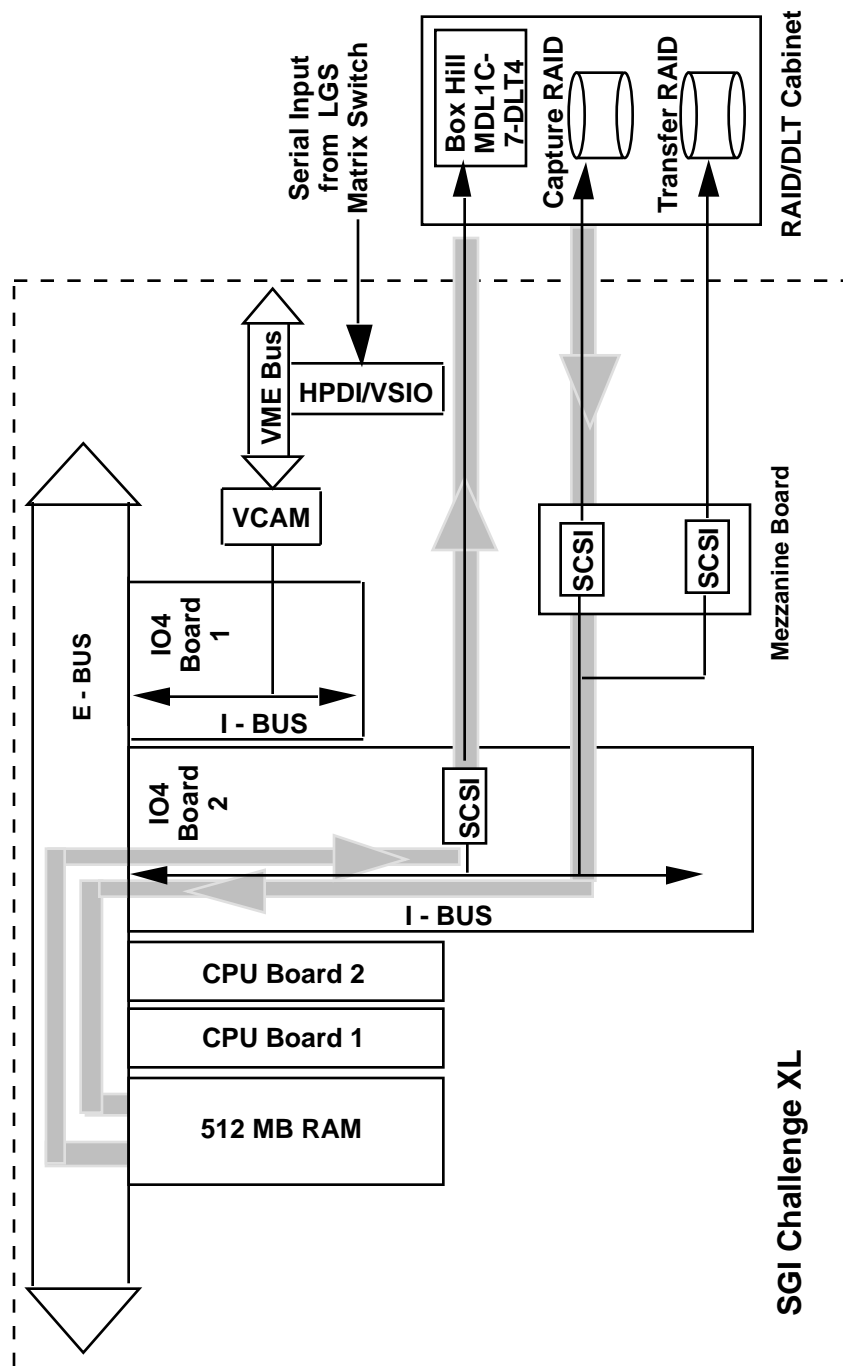 Serial Input
from LGS
Matrix Switch
Box Hill
MDL1C-
7-DLT4
Capture RAID
Transfer RAID
RAID/DLT Cabinet
VME Bus
HPDI/VSIO
VCAM
E - BUS
IO4
Board
1
I - BUS
IO4
Board
2
SCSI
I - BUS
SCSI
SCSI
Mezzanine Board
CPU Board 2
CPU Board 1
512 MB RAM
SGI Challenge XL